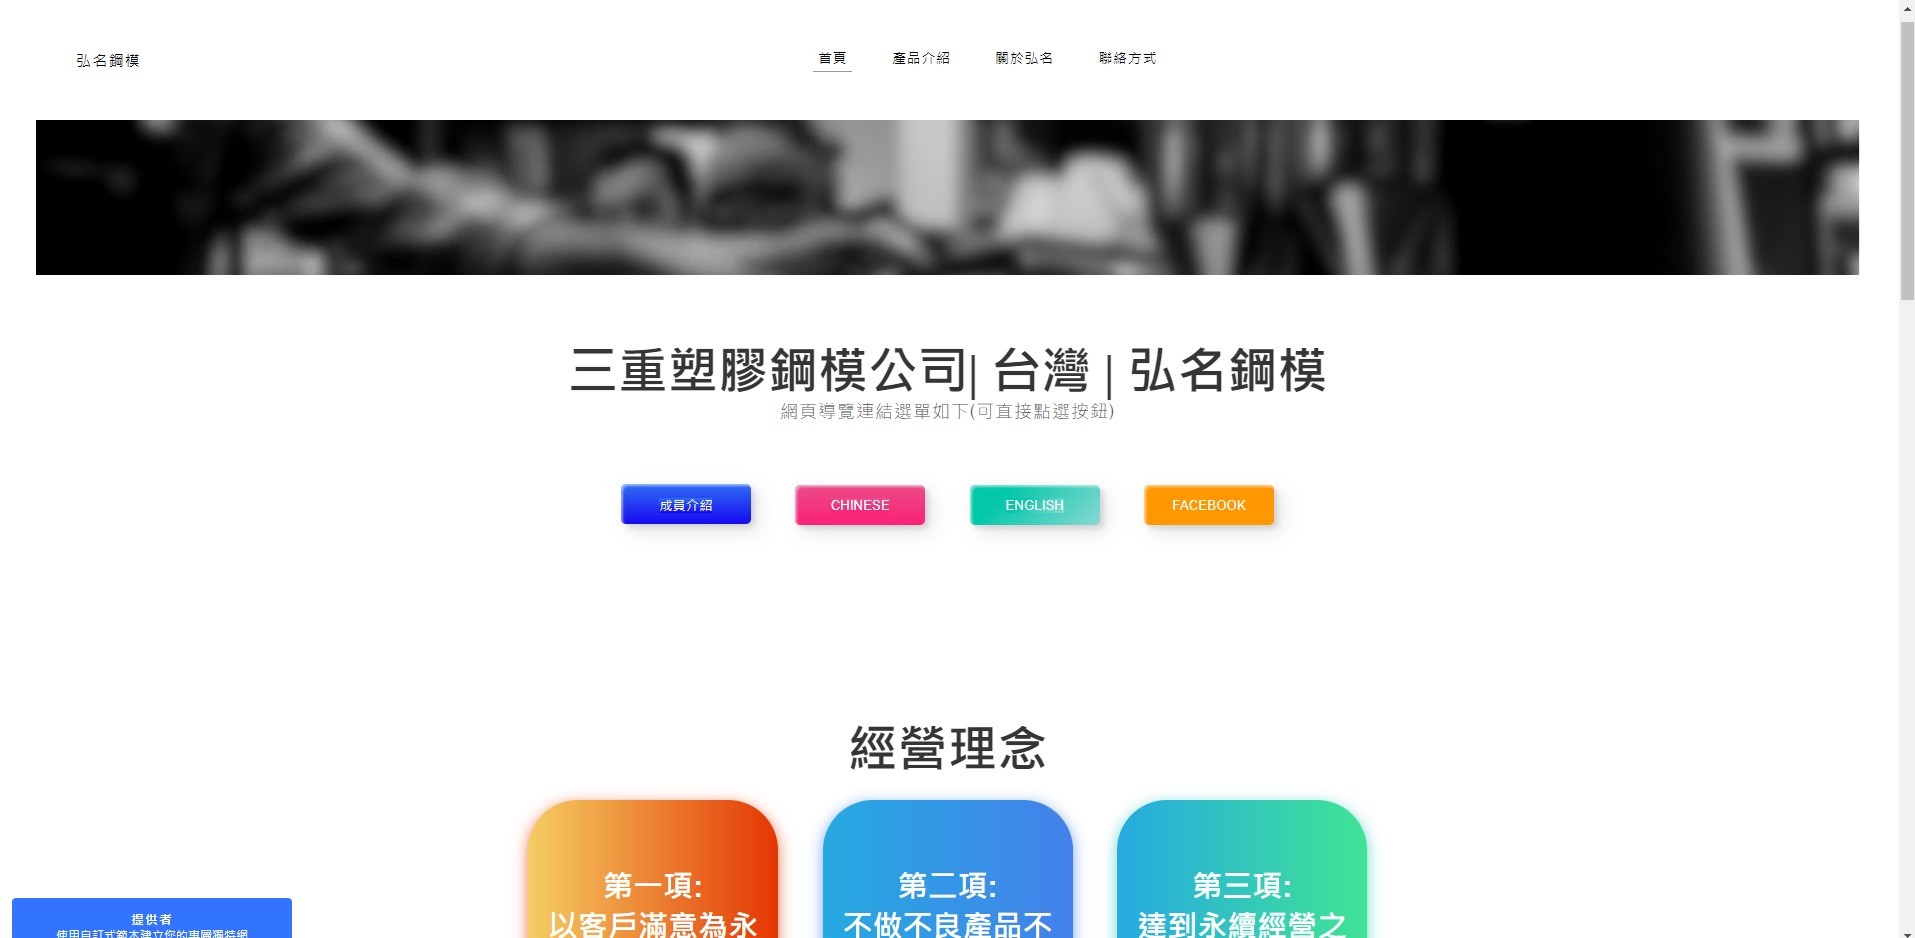 弘名鋼模
首頁 產品介紹 關於弘名 聯絡方式
三重塑膠鋼模公司| 台灣 | 弘名鋼模
網頁導覽連結選單如下(可直接點選按鈕)
成員介紹 CHINESE ENGLISH FACEBOOK
經營理念
第一項:
以客戶滿意為永
第二項:
不做不良產品不
第三項:
達到永續經營之
提供者
使用自訂式範本建立您的專屬獨特網